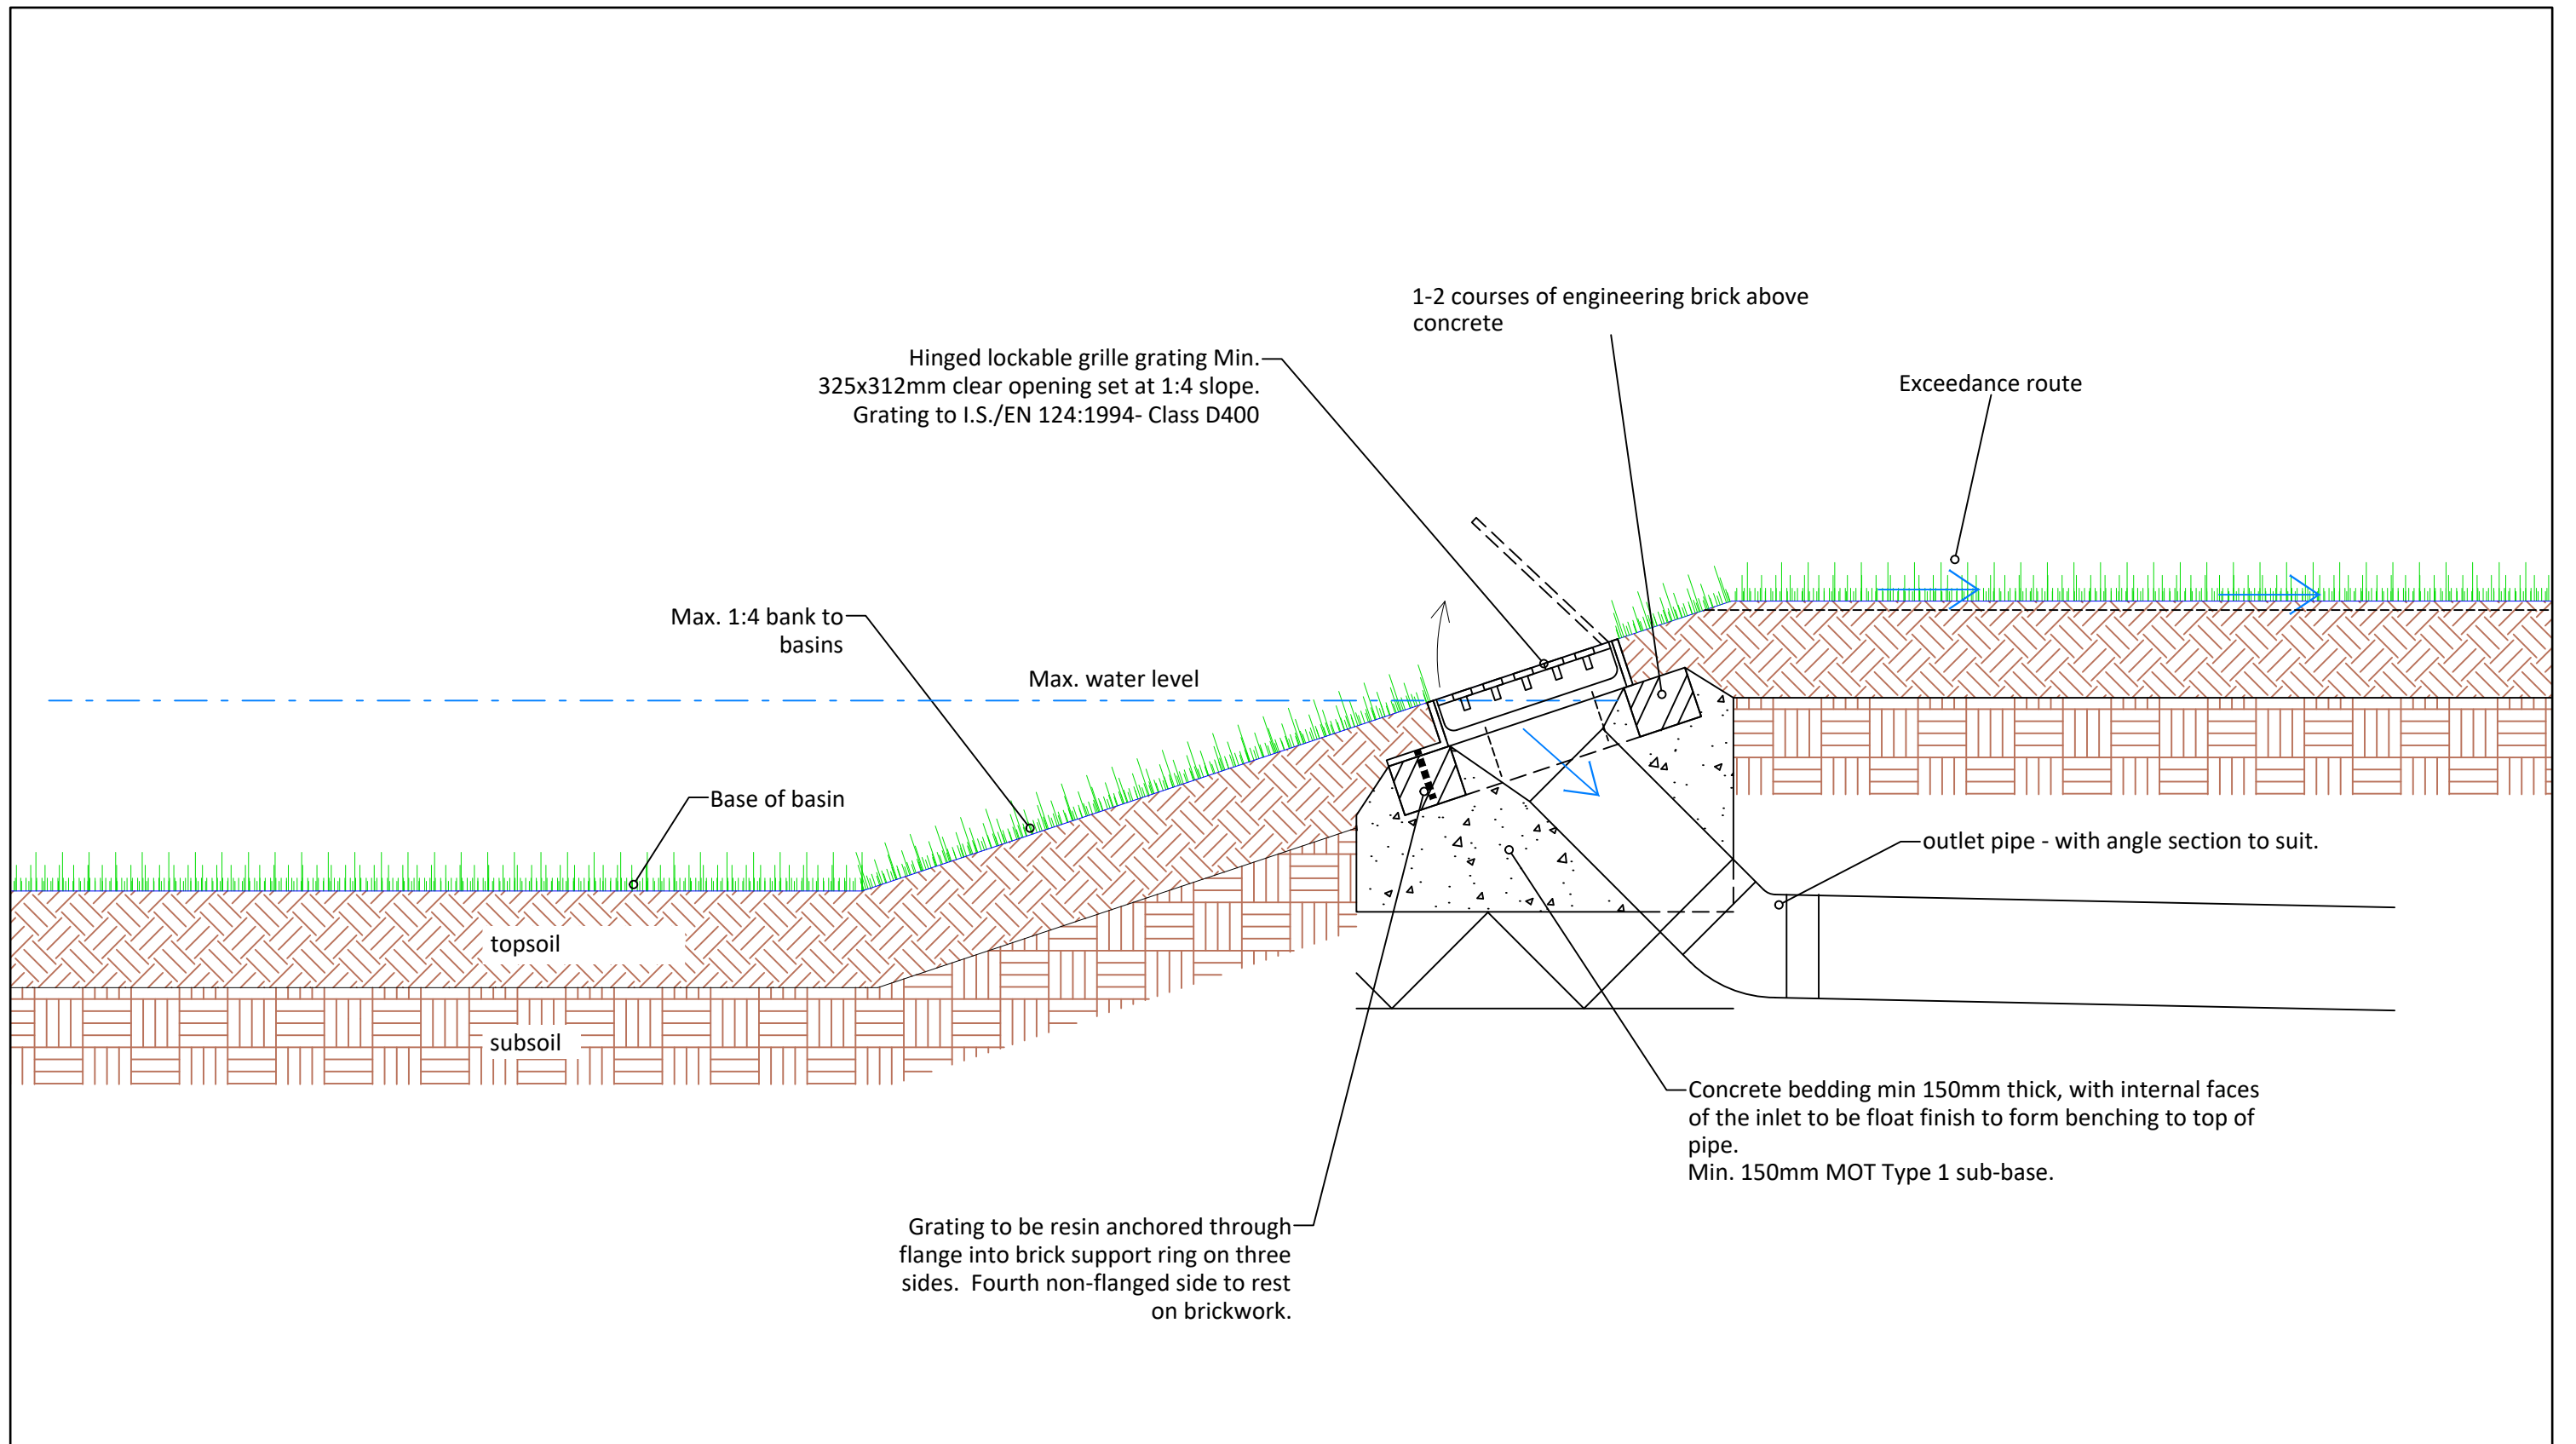 1-2 courses of engineering brick above
concrete
Hinged lockable grille grating Min.
325x312mm clear opening set at 1:4 slope.
Grating to I.S./EN 124:1994- Class D400
Exceedance route
Max. 1:4 bank to
basins
Max. water level
Base of basin
outlet pipe - with angle section to suit.
topsoil
subsoil
Concrete bedding min 150mm thick, with internal faces
of the inlet to be float finish to form benching to top of
pipe.
Min. 150mm MOT Type 1 sub-base.
Grating to be resin anchored through
flange into brick support ring on three
sides.  Fourth non-flanged side to rest
on brickwork.